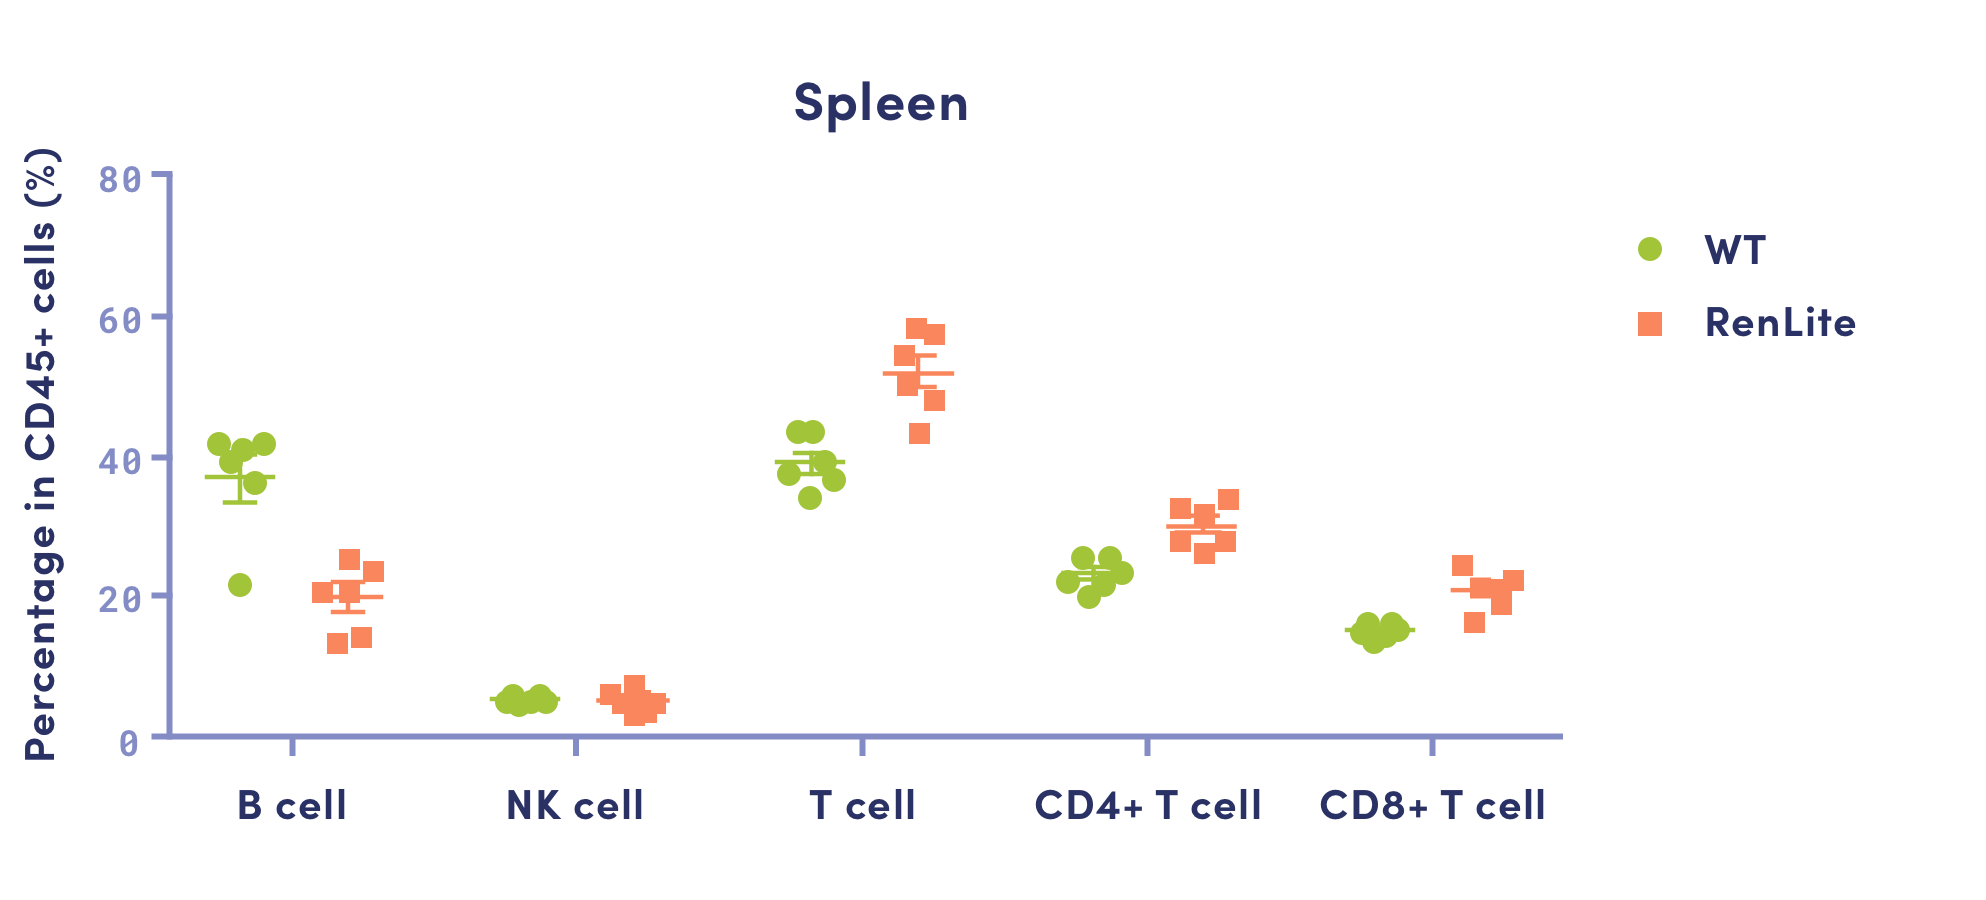 Spleen
Percentage in CD45+ cells (%)
80
60
40
20
0
B cell
NK cell
T cell
CD4+ T cell
CD8+ T cell
WT
RenLite